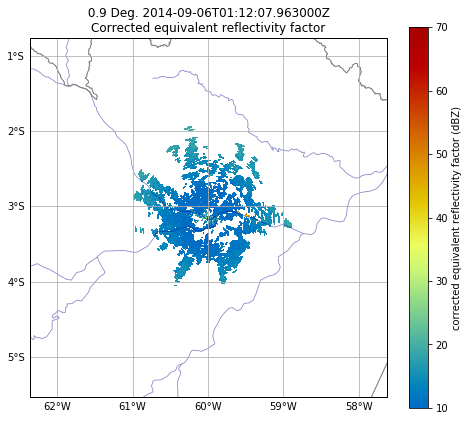 0.9 Deg. 2014-09-06T01:12:07.963000Z
Corrected equivalent reflectivity factor
1°S
2°S
3°S
4°S
5°S
62°W
61°W
60°W
59°W
58°W
70
60
50
40
30
20
10
corrected equivalent reflectivity factor (dBZ)